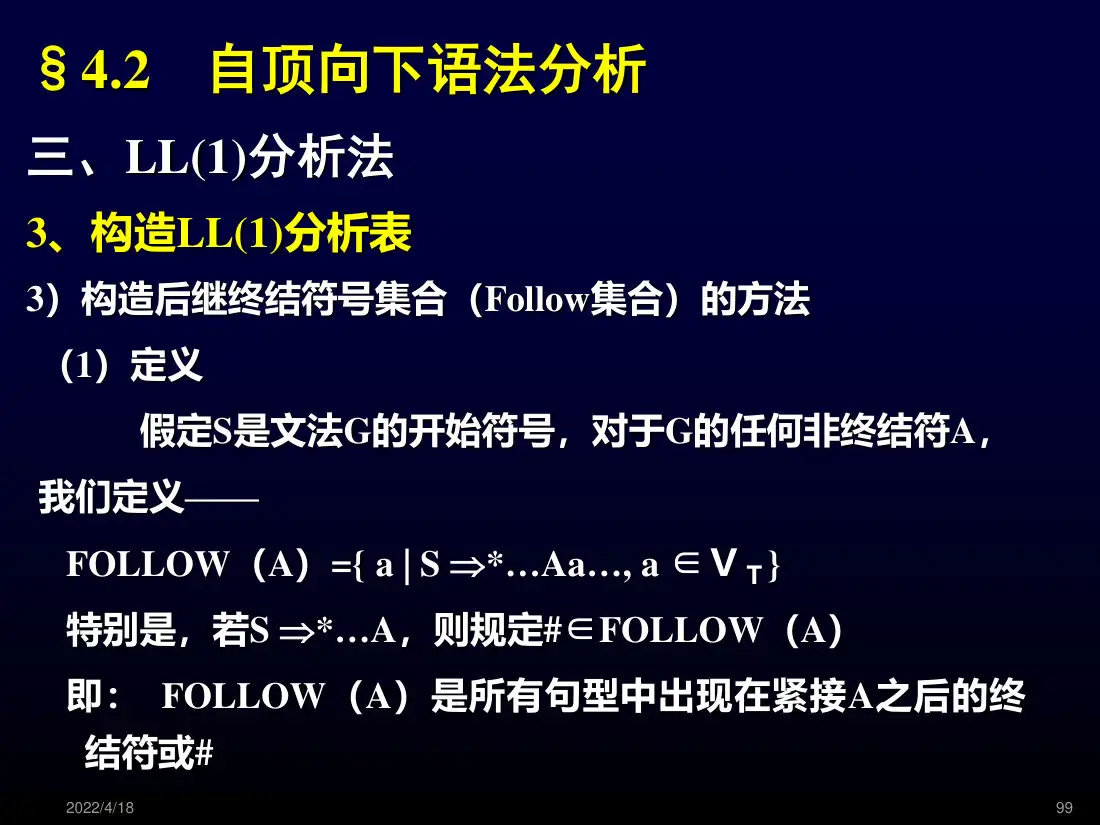 §4.2 自顶向下语法分析
三、LL(1)分析法
3、构造LL(1)分析表
3）构造后继终结符号集合（Follow集合）的方法
（1）定义
假定S是文法G的开始符号，对于G的任何非终结符A，
我们定义——
FOLLOW（A）={ a | S ⇒*…Aa…, a ∈ V T }
特别是，若S ⇒*…A，则规定#∈FOLLOW（A）
即： FOLLOW（A）是所有句型中出现在紧接A之后的终
结符或#
2022/4/18
99